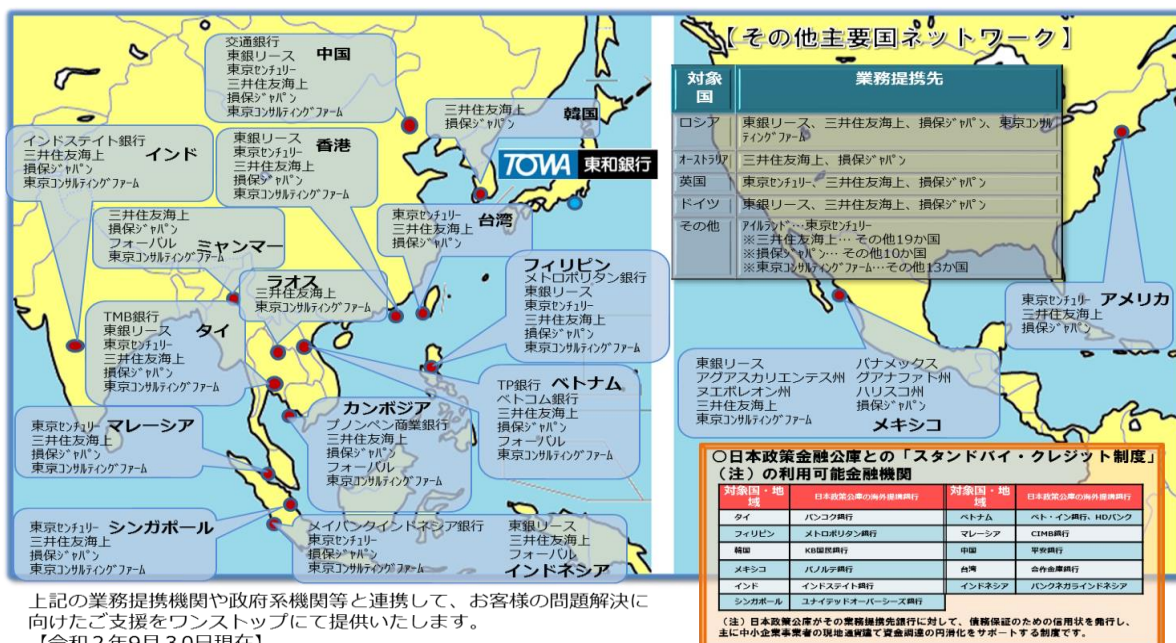 交通銀行
東銀リース
東京ｾﾝﾁｭﾘｰ
三井住友海上
損保ｼﾞｬﾊﾟﾝ
東京ｺﾝｻﾙﾃｨﾝｸﾞﾌｧｰﾑ
中国
三井住友海上
損保ｼﾞｬﾊﾟﾝ
韓国
インドステイト銀行
三井住友海上
損保ｼﾞｬﾊﾟﾝ
東京ｺﾝｻﾙﾃｨﾝｸﾞﾌｧｰﾑ
インド
東銀リース
東京ｾﾝﾁｭﾘｰ
三井住友海上
損保ｼﾞｬﾊﾟﾝ
東京ｺﾝｻﾙﾃｨﾝｸﾞﾌｧｰﾑ
香港
TOWA 東和銀行
三井住友海上
損保ｼﾞｬﾊﾟﾝ
フォーバル
東京ｺﾝｻﾙﾃｨﾝｸﾞﾌｧｰﾑ
ミャンマー
東京ｾﾝﾁｭﾘｰ
三井住友海上
損保ｼﾞｬﾊﾟﾝ
台湾
ラオス
三井住友海上
東京ｺﾝｻﾙﾃｨﾝｸﾞﾌｧｰﾑ
フィリピン
メトロポリタン銀行
東銀リース
東京ｾﾝﾁｭﾘｰ
三井住友海上
損保ｼﾞｬﾊﾟﾝ
東京ｺﾝｻﾙﾃｨﾝｸﾞﾌｧｰﾑ
TMB銀行
東銀リース
東京ｾﾝﾁｭﾘｰ
三井住友海上
損保ｼﾞｬﾊﾟﾝ
東京ｺﾝｻﾙﾃｨﾝｸﾞﾌｧｰﾑ
タイ
TP銀行
ベトコム銀行
三井住友海上
損保ｼﾞｬﾊﾟﾝ
フォーバル
東京ｺﾝｻﾙﾃｨﾝｸﾞﾌｧｰﾑ
ベトナム
カンボジア
プノンペン商業銀行
三井住友海上
損保ｼﾞｬﾊﾟﾝ
フォーバル
東京ｺﾝｻﾙﾃｨﾝｸﾞﾌｧｰﾑ
東京ｾﾝﾁｭﾘｰ
三井住友海上
損保ｼﾞｬﾊﾟﾝ
東京ｺﾝｻﾙﾃｨﾝｸﾞﾌｧｰﾑ
マレーシア
東京ｾﾝﾁｭﾘｰ
三井住友海上
損保ｼﾞｬﾊﾟﾝ
東京ｺﾝｻﾙﾃｨﾝｸﾞﾌｧｰﾑ
シンガポール
メイバンクインドネシア銀行 東銀リース
東京ｾﾝﾁｭﾘｰ 三井住友海上
損保ｼﾞｬﾊﾟﾝ フォーバル
東京ｺﾝｻﾙﾃｨﾝｸﾞﾌｧｰﾑ インドネシア
【その他主要国ネットワーク】
対象国 業務提携先
ロシア 東銀リース、三井住友海上、損保ｼﾞｬﾊﾟﾝ、東京ｺﾝｻﾙ
ﾃｨﾝｸﾞﾌｧｰﾑ
ｵｰｽﾄﾗﾘｱ 三井住友海上、損保ｼﾞｬﾊﾟﾝ
英国 東京ｾﾝﾁｭﾘｰ、三井住友海上、損保ｼﾞｬﾊﾟﾝ
ドイツ 東銀リース、三井住友海上、損保ｼﾞｬﾊﾟﾝ
その他 ｱｲﾙﾗﾝﾄﾞ…東京ｾﾝﾁｭﾘｰ
※三井住友海上… その他19か国
※損保ｼﾞｬﾊﾟﾝ… その他10か国
※東京ｺﾝｻﾙﾃｨﾝｸﾞﾌｧｰﾑ…その他13か国
東京ｾﾝﾁｭﾘｰ
三井住友海上
損保ｼﾞｬﾊﾟﾝ
アメリカ
東銀リース バナメックス
アグアスカリエンテス州 グアナファト州
ヌエボレオン州 ハリスコ州
三井住友海上 損保ｼﾞｬﾊﾟﾝ
東京ｺﾝｻﾙﾃｨﾝｸﾞﾌｧｰﾑ
メキシコ
○日本政策金融公庫との「スタンドバイ・クレジット制度」
（注）の利用可能金融機関
対象国・地域 日本政策公庫の海外提携銀行 対象国・地域 日本政策公庫の海外提携銀行
タイ バンコク銀行 ベトナム ベト・イン銀行、HDバンク
フィリピン メトロポリタン銀行 マレーシア CIMB銀行
韓国 KB国民銀行 中国 平安銀行
メキシコ バノルテ銀行 台湾 合作金庫銀行
インド インドステイト銀行 インドネシア バンクネガラインドネシア
シンガポール ユナイテッドオーバーシーズ銀行
（注）日本政策公庫がその業務提携先銀行に対して、債務保証のための信用状を発行し、
主に中小企業事業者の現地通貨建て資金調達の円滑化をサポートする制度です。
上記の業務提携機関や政府系機関等と連携して、お客様の問題解決に
向けたご支援をワンストップにて提供いたします。
【令和２年9月３０日現在】